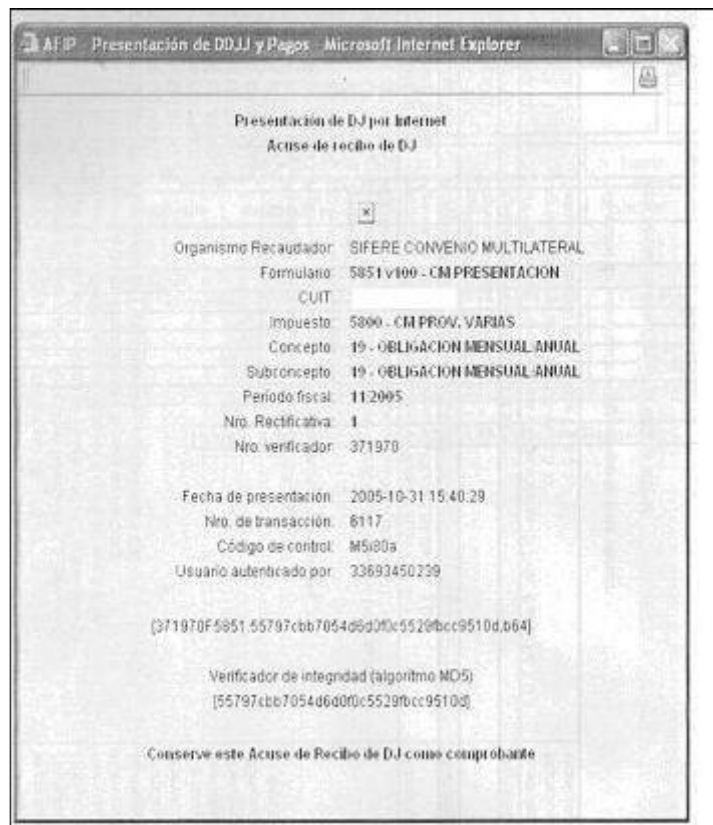 AFIP - Presentación de DDJJ y Pagos - Microsoft Internet Explorer
Presentación de DJ por Internet
Acuse de recibo de DJ
Organismo Recaudador: SIFERE CONVENIO MULTILATERAL
Formulario: 5851 v100 - CM PRESENTACION
CUIT:
Impuesto: 5800 - CM PROV. VARIAS
Concepto: 19 - OBLIGACION MENSUAL ANUAL
Subconcepto: 19 - OBLIGACION MENSUAL ANUAL
Período fiscal: 11 2005
Nro. Rectificativa: 1
Nro. verificador: 371970
Fecha de presentación: 2005-10-31 15:40:29
Nro. de transacción: 6117
Código de control: M5i80a
Usuario autenticado por: 33693450239
[371970F5851.55797cbb7054d6d0f0c5529fbcc9510d.b64]
Verificador de integridad (algoritmo MD5)
[55797cbb7054d6d0f0c5529fbcc9510d]
Conserve este Acuse de Recibo de DJ como comprobante